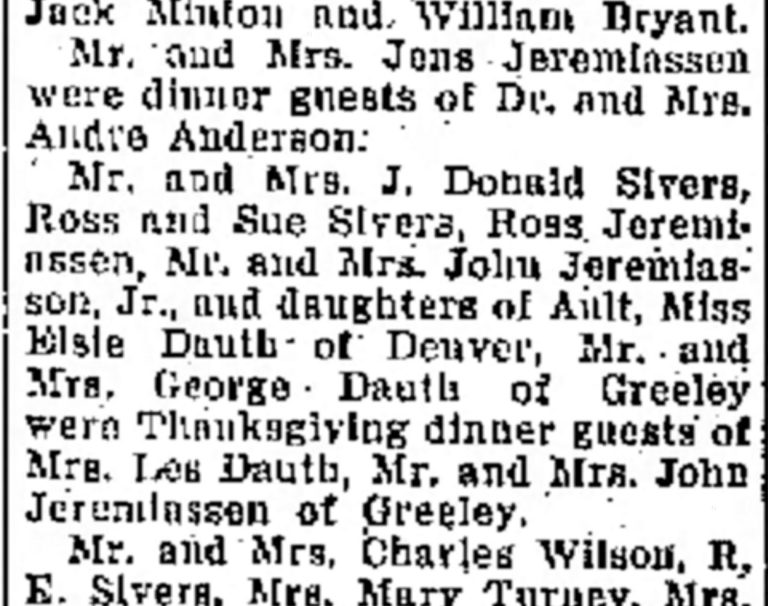 Jack Minton and William Bryant.
Mr. and Mrs. Jens Jeremiassen
were dinner guests of Dr. and Mrs.
Andre Anderson.
Mr. and Mrs. J. Donald Sivers,
Ross and Sue Sivers, Ross Jeremi-
assen, Mr. and Mrs. John Jeremias-
sen, Jr., and daughters of Ault, Miss
Elsie Dauth of Denver, Mr. and
Mrs. George Dauth of Greeley
were Thanksgiving dinner guests of
Mrs. Les Dauth, Mr. and Mrs. John
Jeremiassen of Greeley.
Mr. and Mrs. Charles Wilson, R.
E. Sivers, Mrs. Mary Turney, Mrs.